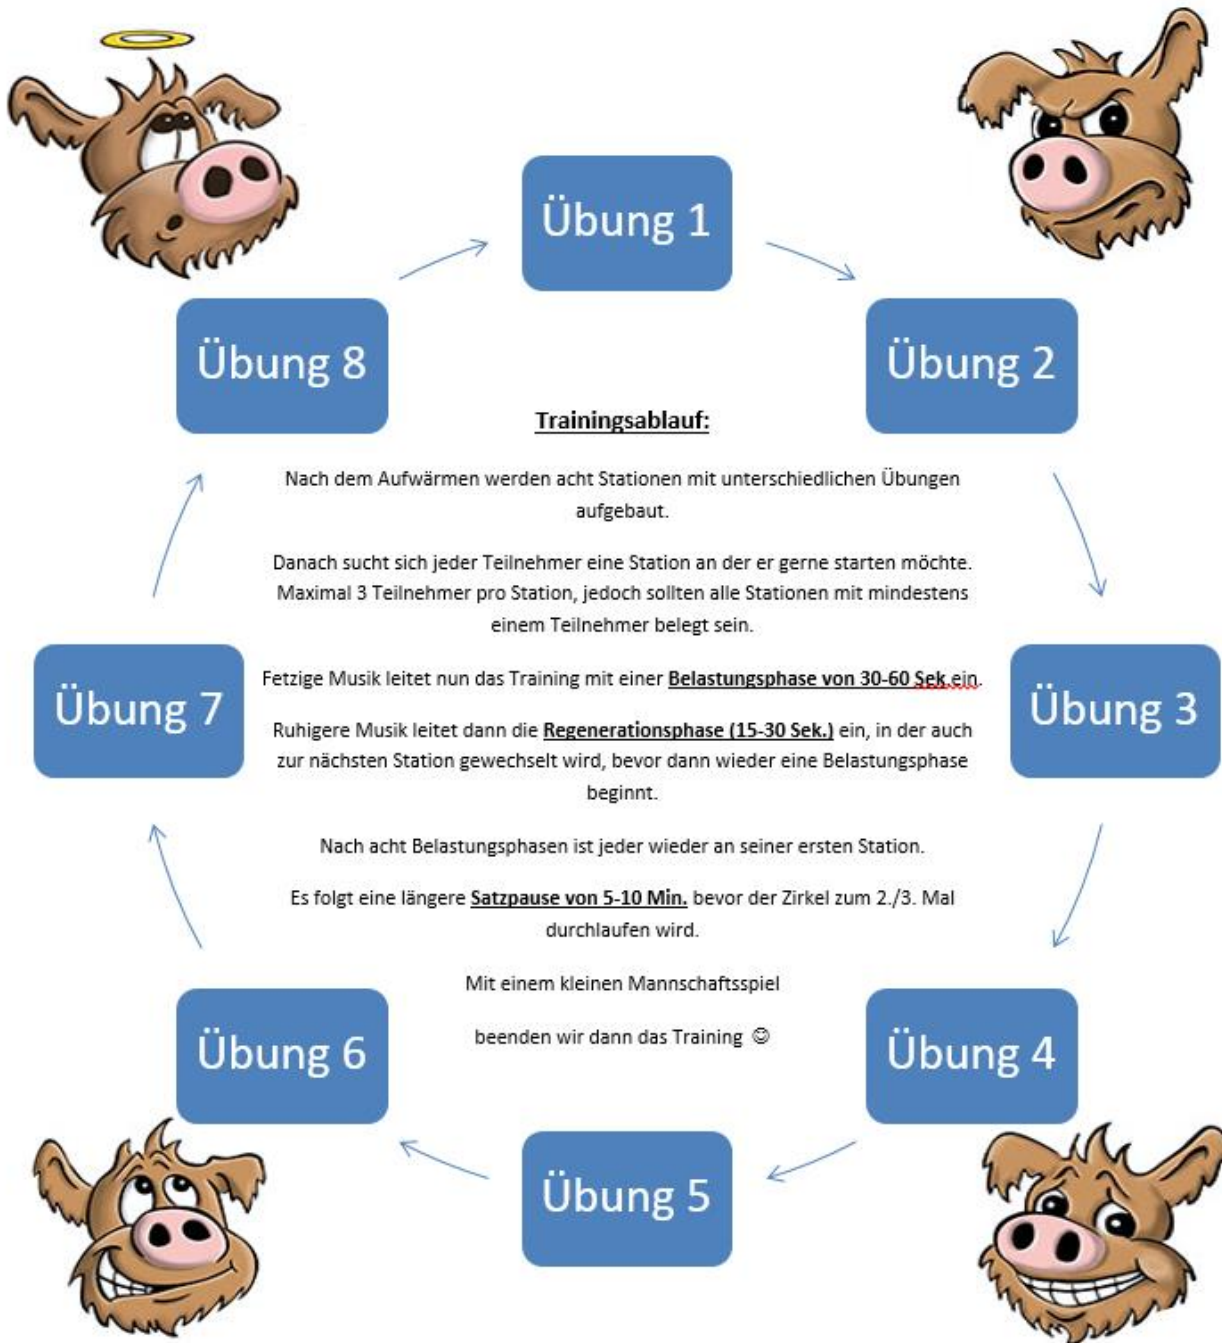 Übung 1
Übung 2
Übung 3
Übung 4
Übung 5
Übung 6
Übung 7
Übung 8
Trainingsablauf:
Nach dem Aufwärmen werden acht Stationen mit unterschiedlichen Übungen
aufgebaut.
Danach sucht sich jeder Teilnehmer eine Station an der er gerne starten möchte.
Maximal 3 Teilnehmer pro Station, jedoch sollten alle Stationen mit mindestens
einem Teilnehmer belegt sein.
Fetzige Musik leitet nun das Training mit einer Belastungsphase von 30-60 Sek.ein.
Ruhigere Musik leitet dann die Regenerationsphase (15-30 Sek.) ein, in der auch
zur nächsten Station gewechselt wird, bevor dann wieder eine Belastungsphase
beginnt.
Nach acht Belastungsphasen ist jeder wieder an seiner ersten Station.
Es folgt eine längere Satzpause von 5-10 Min. bevor der Zirkel zum 2./3. Mal
durchlaufen wird.
Mit einem kleinen Mannschaftsspiel
beenden wir dann das Training ☺